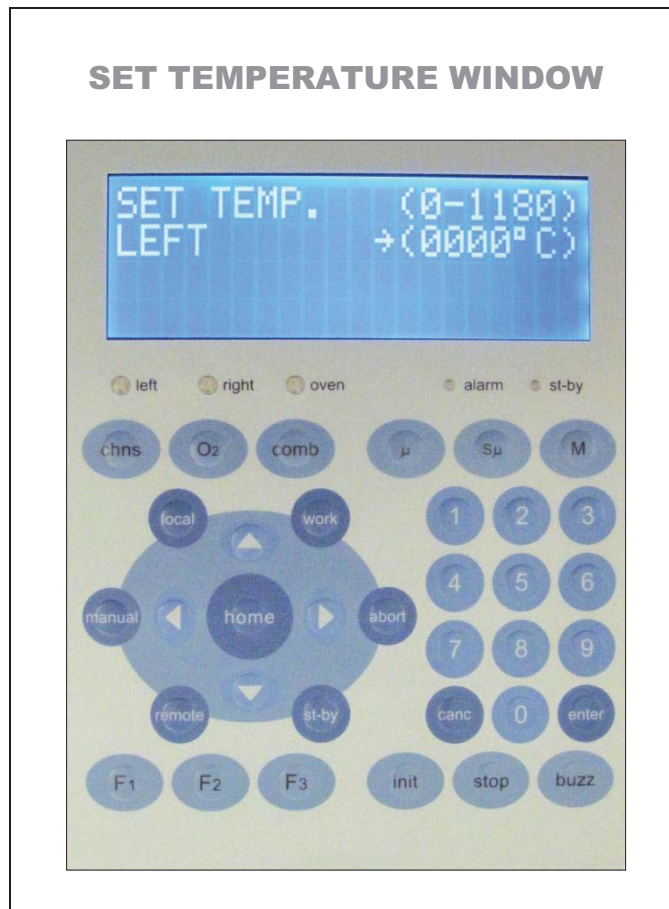 SET TEMPERATURE WINDOW
SET TEMP. (0-1180)
LEFT →(0000°C)
left right oven alarm st-by
chns O2 comb µ Sµ M
local work 1 2 3
manual home abort 4 5 6
7 8 9
remote st-by canc 0 enter
F1 F2 F3 init stop buzz